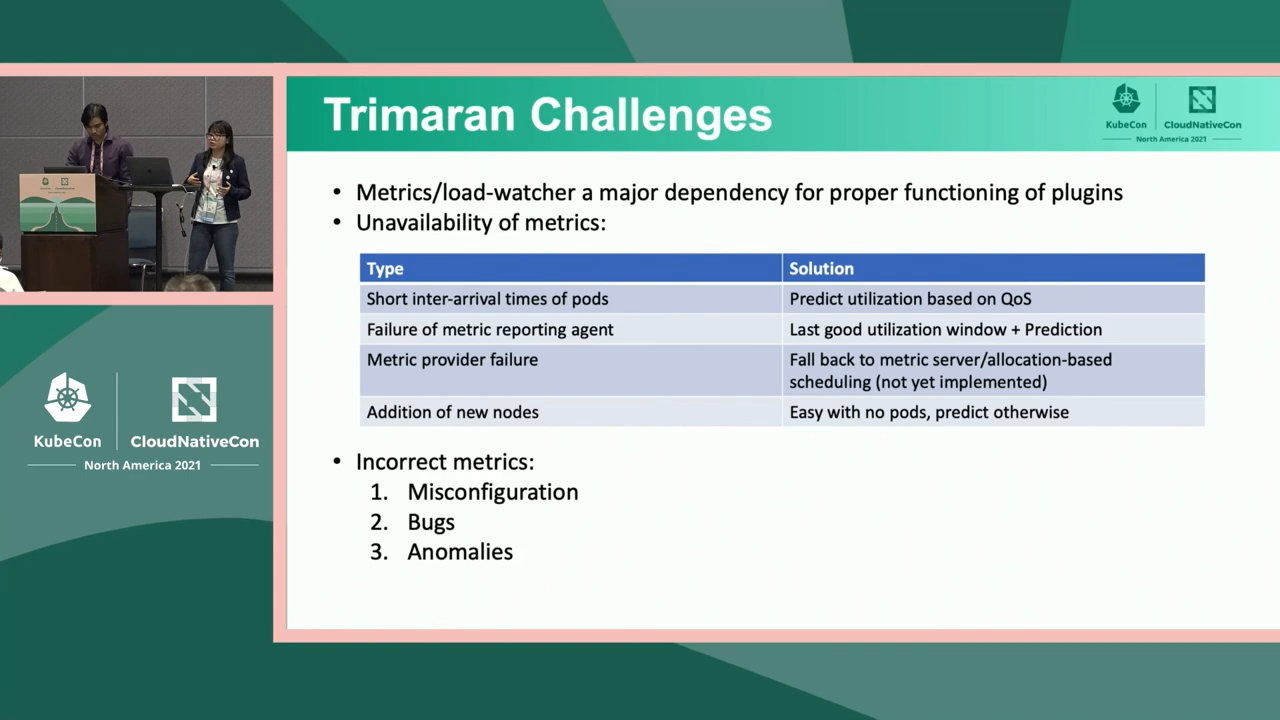 Trimaran Challenges
KubeCon
CloudNativeCon
North America 2021
• Metrics/load-watcher a major dependency for proper functioning of plugins
• Unavailability of metrics:
Type
Solution
Short inter-arrival times of pods
Predict utilization based on QoS
Failure of metric reporting agent
Last good utilization window + Prediction
Metric provider failure
Fall back to metric server/allocation-based
scheduling (not yet implemented)
Addition of new nodes
Easy with no pods, predict otherwise
• Incorrect metrics:
1. Misconfiguration
2. Bugs
3. Anomalies
KubeCon
CloudNativeCon
North America 2021